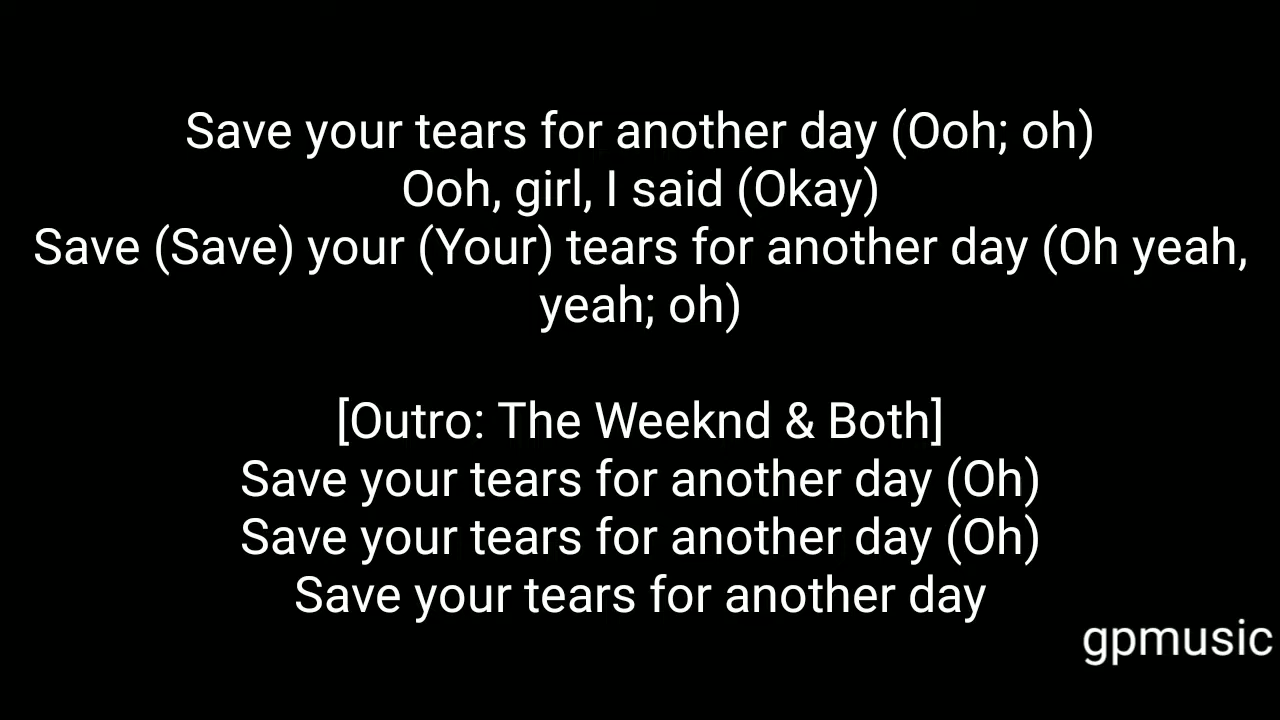 Save your tears for another day (Ooh; oh)
Ooh, girl, I said (Okay)
Save (Save) your (Your) tears for another day (Oh yeah,
yeah; oh)
[Outro: The Weeknd & Both]
Save your tears for another day (Oh)
Save your tears for another day (Oh)
Save your tears for another day
gpmusic